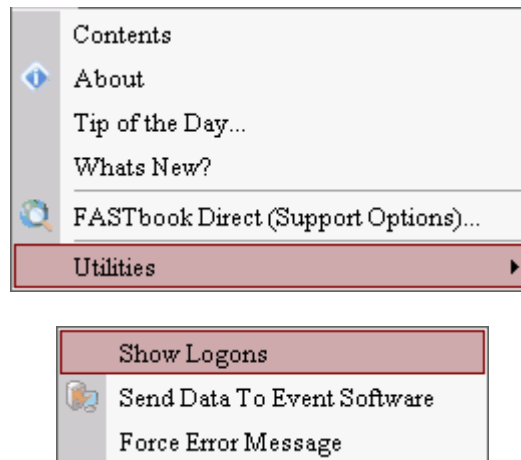 Contents
About
Tip of the Day...
Whats New?
FASTbook Direct (Support Options)...
Utilities
Show Logons
Send Data To Event Software
Force Error Message